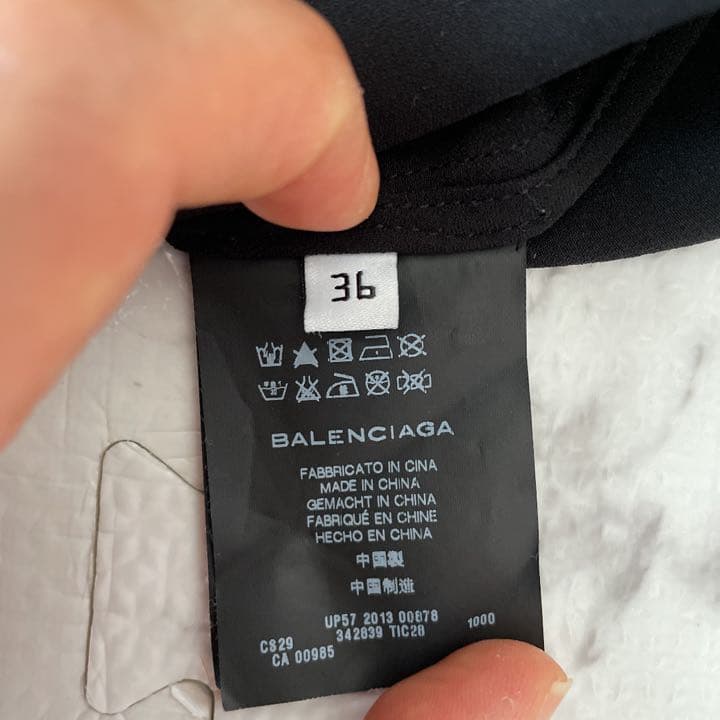 36
BALENCIAGA
FABBRICATO IN CINA
MADE IN CHINA
GEMACHT IN CHINA
FABRIQUÉ EN CHINE
HECHO EN CHINA
中国製
中国制造
UP57 2013 00878 1000
342839 TIC28
CS29
CA 00985